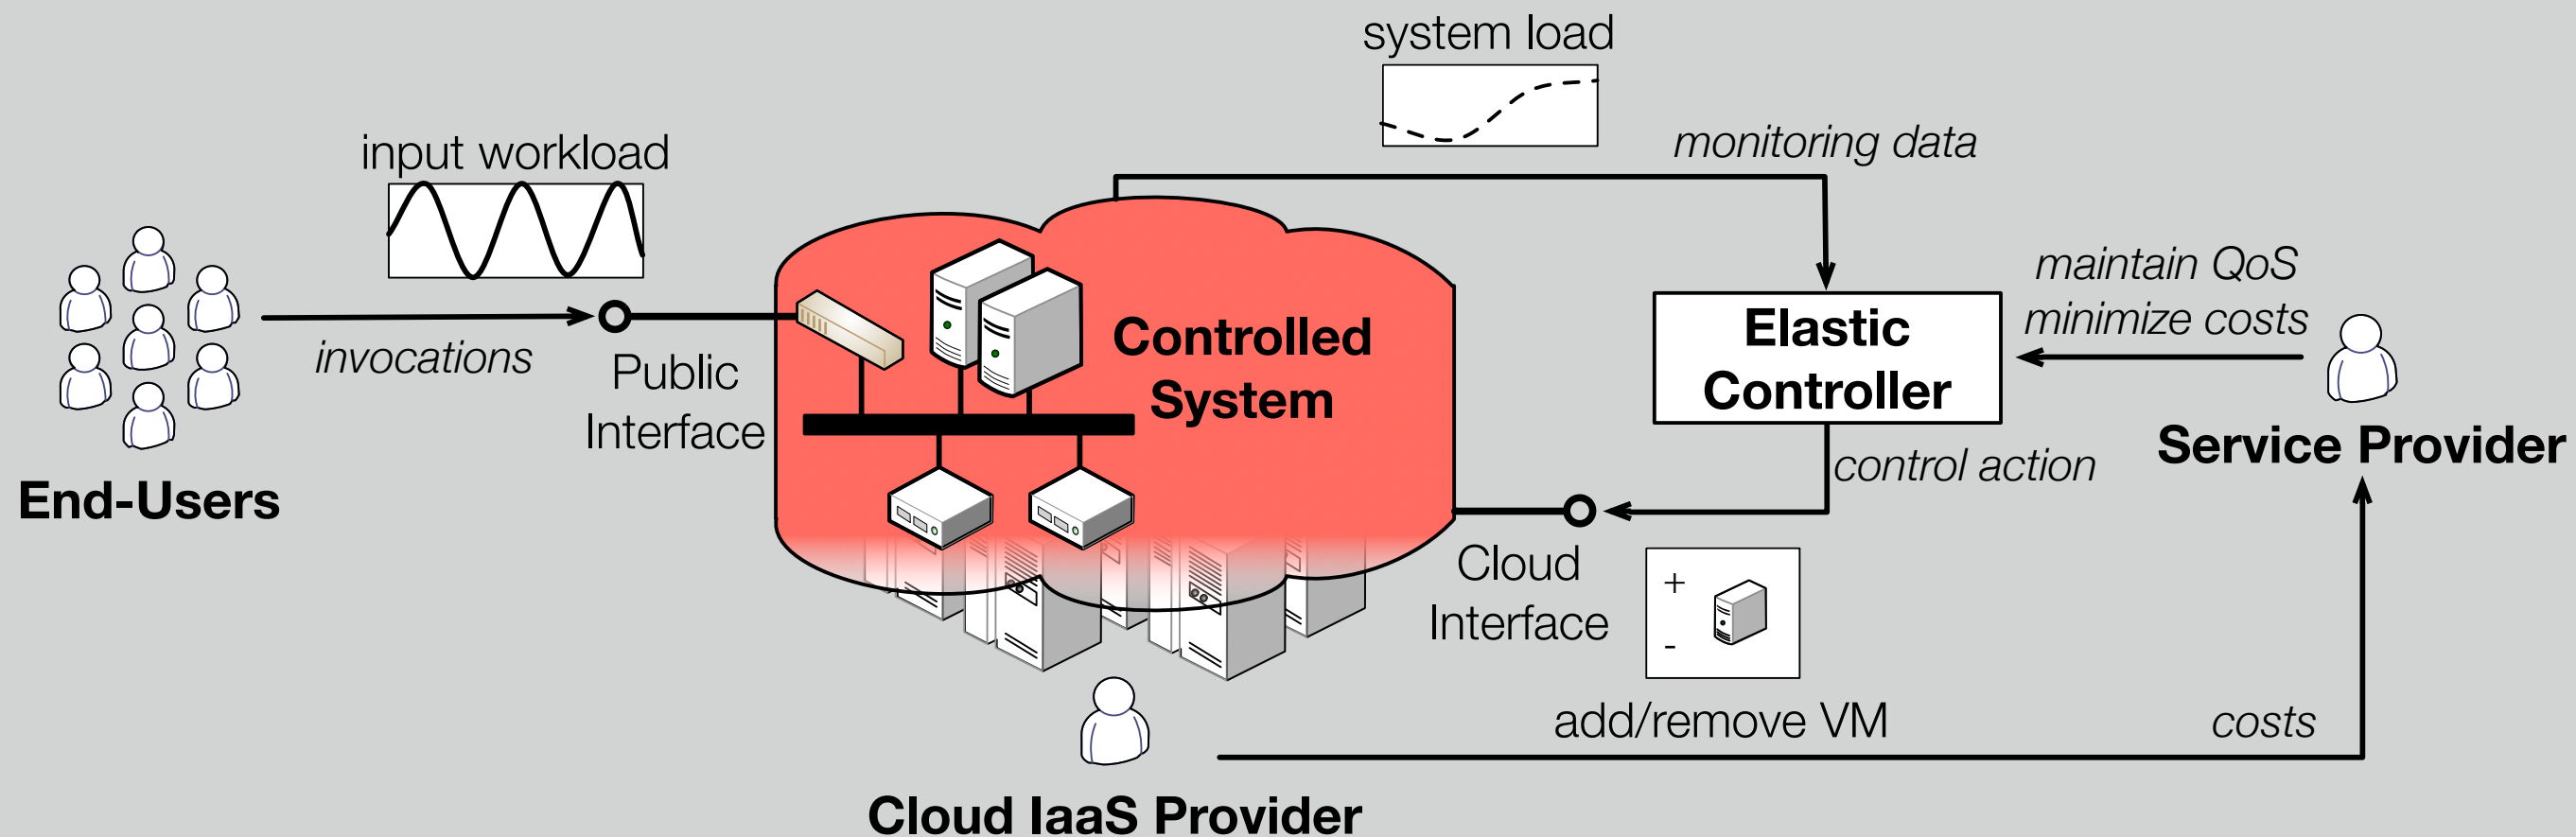 system load
monitoring data
input workload
maintain QoS
minimize costs
invocations
Public
Interface
Controlled
System
Elastic
Controller
Service Provider
End-Users
control action
Cloud
Interface
+
-
add/remove VM
costs
Cloud IaaS Provider